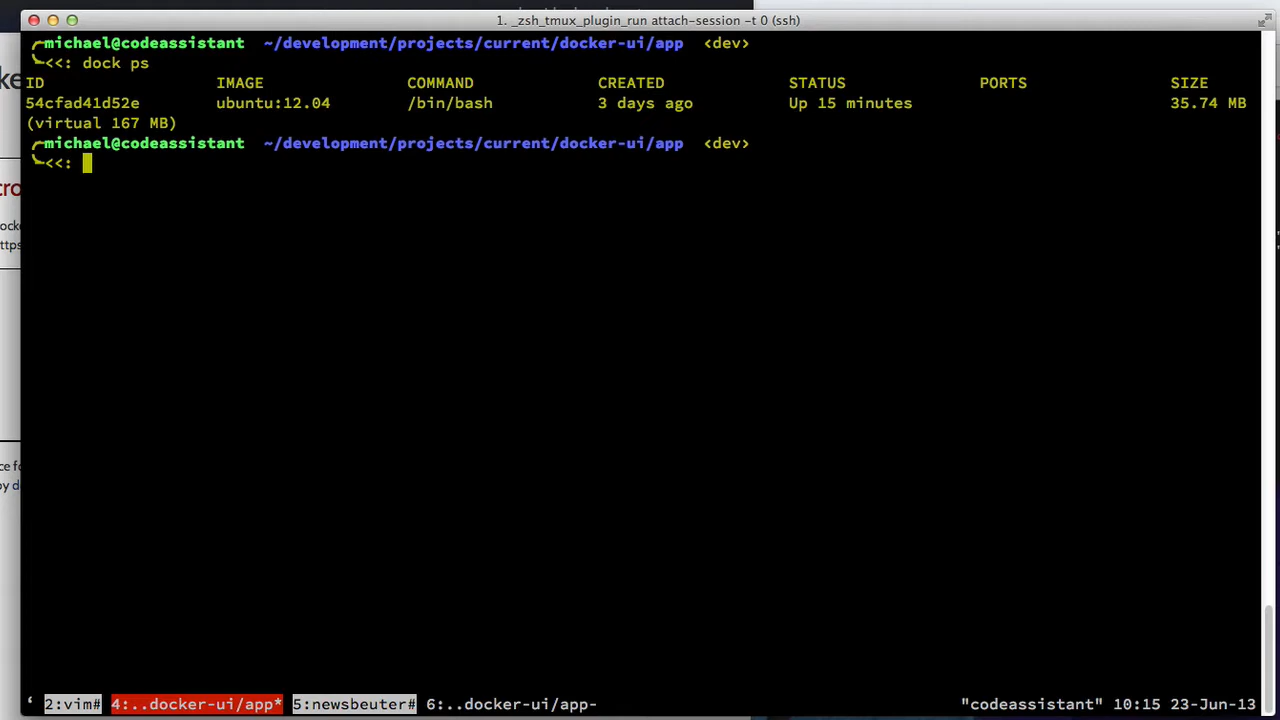 1. _zsh_tmux_plugin_run attach-session -t 0 (ssh)
michael@codeassistant ~/development/projects/current/docker-ui/app <dev>
<<: dock ps
ID IMAGE COMMAND CREATED STATUS PORTS SIZE
54cfad41d52e ubuntu:12.04 /bin/bash 3 days ago Up 15 minutes 35.74 MB
(virtual 167 MB)
michael@codeassistant ~/development/projects/current/docker-ui/app <dev>
<<:
‘ 2:vim# 4:..docker-ui/app* 5:newsbeuter# 6:..docker-ui/app- "codeassistant" 10:15 23-Jun-13